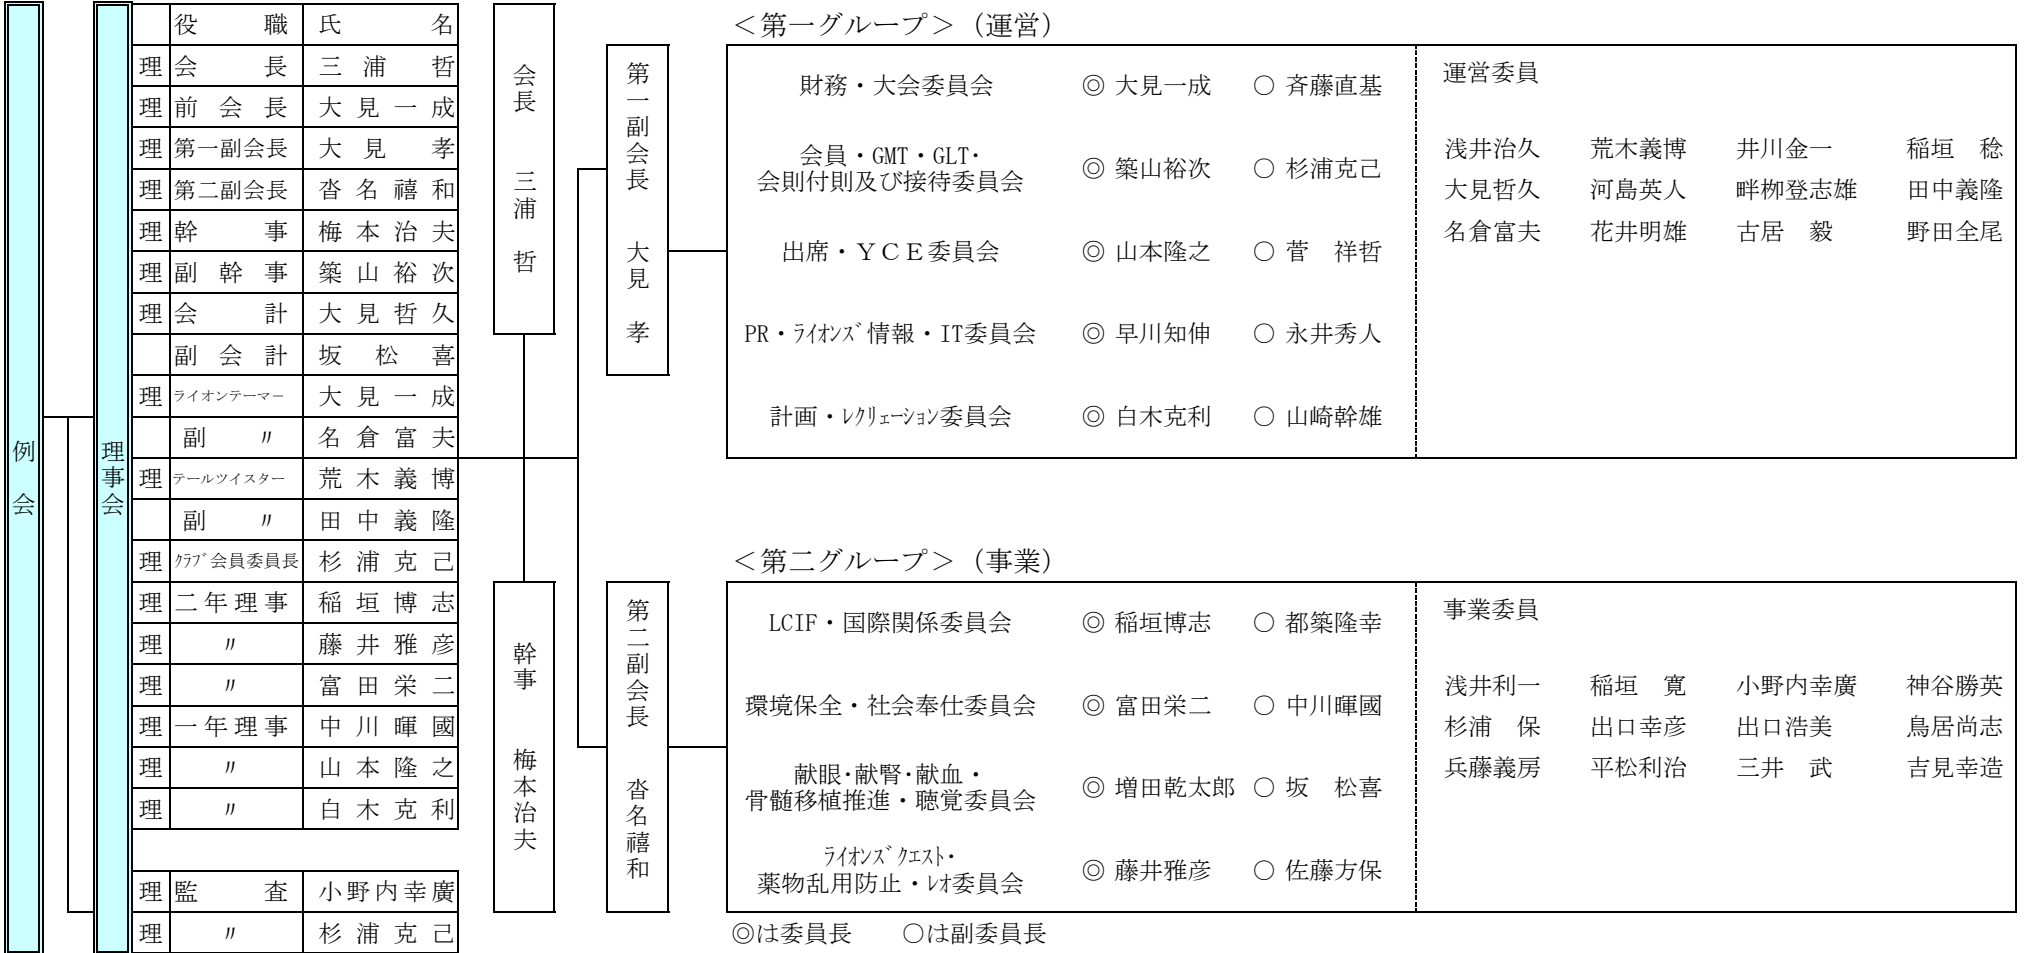 例会
理事会
役職 氏名
理 会長 三浦哲
理 前会長 大見一成
理 第一副会長 大見孝
理 第二副会長 沓名禧和
理 幹事 梅本治夫
理 副幹事 築山裕次
理 会計 大見哲久
副会計 坂松喜
理 ライオンテーマー 大見一成
副 〃 名倉富夫
理 テールツイスター 荒木義博
副 〃 田中義隆
理 ｸﾗﾌﾞ会員委員長 杉浦克己
理 二年理事 稲垣博志
理 〃 藤井雅彦
理 〃 富田栄二
理 一年理事 中川暉國
理 〃 山本隆之
理 〃 白木克利
理 監査 小野内幸廣
理 〃 杉浦克己
会長 三浦 哲
幹事 梅本治夫
第一副会長 大見 孝
＜第一グループ＞（運営）
財務・大会委員会 ◎ 大見一成 ○ 斉藤直基
会員・GMT・GLT・
会則付則及び接待委員会 ◎ 築山裕次 ○ 杉浦克己
出席・ＹＣＥ委員会 ◎ 山本隆之 ○ 菅 祥哲
PR・ﾗｲｵﾝｽﾞ情報・IT委員会 ◎ 早川知伸 ○ 永井秀人
計画・ﾚｸﾘｪｰｼｮﾝ委員会 ◎ 白木克利 ○ 山崎幹雄
運営委員
浅井治久 荒木義博 井川金一 稲垣 稔
大見哲久 河島英人 畔栁登志雄 田中義隆
名倉富夫 花井明雄 古居 毅 野田全尾
第二副会長 沓名禧和
＜第二グループ＞（事業）
LCIF・国際関係委員会 ◎ 稲垣博志 ○ 都築隆幸
環境保全・社会奉仕委員会 ◎ 富田栄二 ○ 中川暉國
献眼･献腎･献血・
骨髄移植推進・聴覚委員会 ◎ 増田乾太郎 ○ 坂 松喜
ﾗｲｵﾝｽﾞｸｴｽﾄ・
薬物乱用防止・ﾚｵ委員会 ◎ 藤井雅彦 ○ 佐藤方保
事業委員
浅井利一 稲垣 寛 小野内幸廣 神谷勝英
杉浦 保 出口幸彦 出口浩美 鳥居尚志
兵藤義房 平松利治 三井 武 吉見幸造
◎は委員長 ○は副委員長